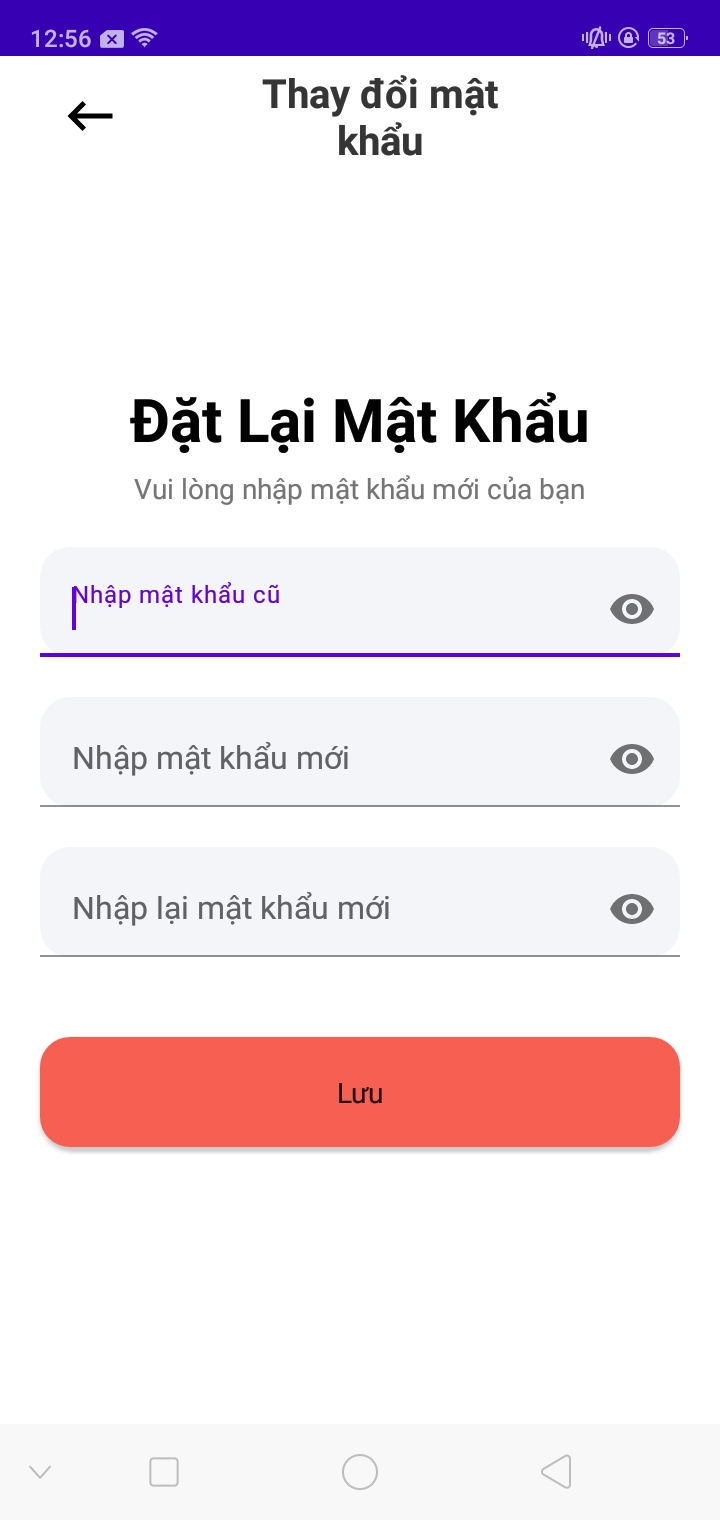 12:56
53
Thay đổi mật
khẩu
Đặt Lại Mật Khẩu
Vui lòng nhập mật khẩu mới của bạn
Nhập mật khẩu cũ
Nhập mật khẩu mới
Nhập lại mật khẩu mới
Lưu